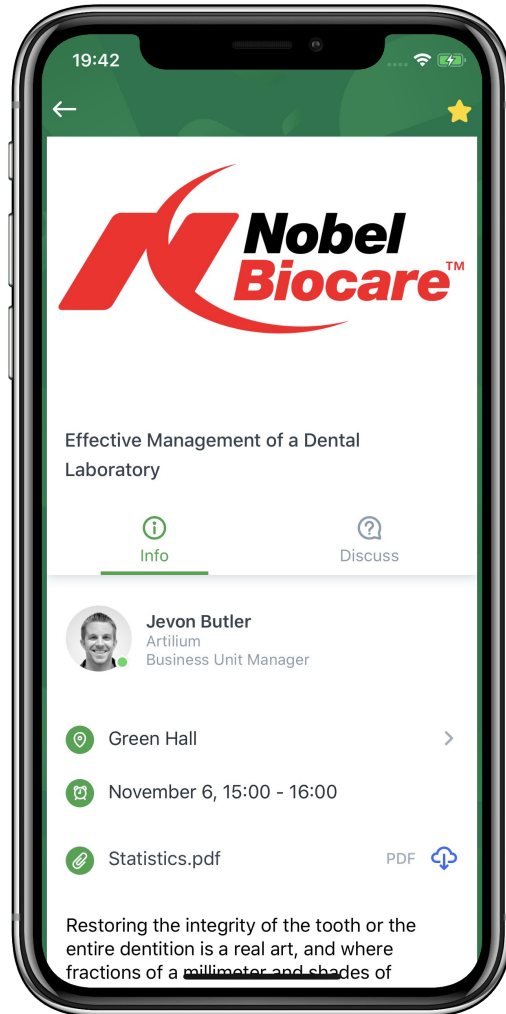 19:42
Nobel
Biocare™
Effective Management of a Dental
Laboratory
Info
Discuss
Jevon Butler
Artilium
Business Unit Manager
Green Hall
November 6, 15:00 - 16:00
Statistics.pdf
PDF
Restoring the integrity of the tooth or the
entire dentition is a real art, and where
fractions of a millimeter and shades of